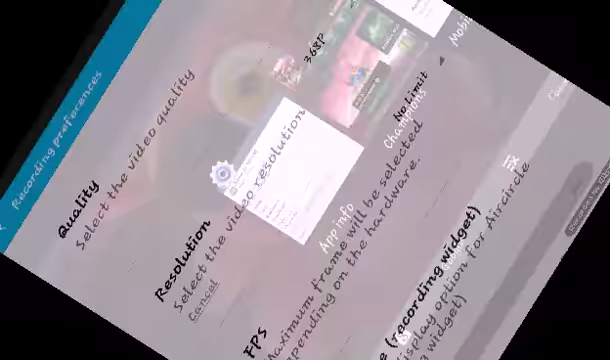 Recording preferences
Quality
Select the video quality
368P
Resolution
Select the video resolution
Cancel
No Limit
Champions
App info
FPS
Maximum frame will be selected
depending on the hardware.
(recording widget)
display option for Aircircle
widget)